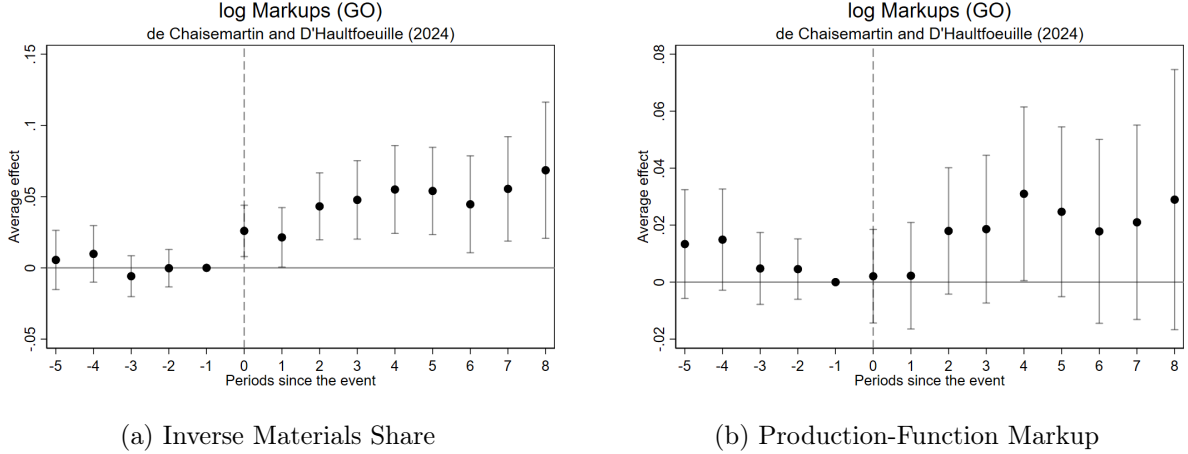 log Markups (GO)
de Chaisemartin and D'Haultfoeuille (2024)
Average effect
.15
.1
.05
0
-.05
-5 -4 -3 -2 -1 0 1 2 3 4 5 6 7 8
Periods since the event
(a) Inverse Materials Share
log Markups (GO)
de Chaisemartin and D'Haultfoeuille (2024)
Average effect
.08
.06
.04
.02
0
-.02
-5 -4 -3 -2 -1 0 1 2 3 4 5 6 7 8
Periods since the event
(b) Production-Function Markup